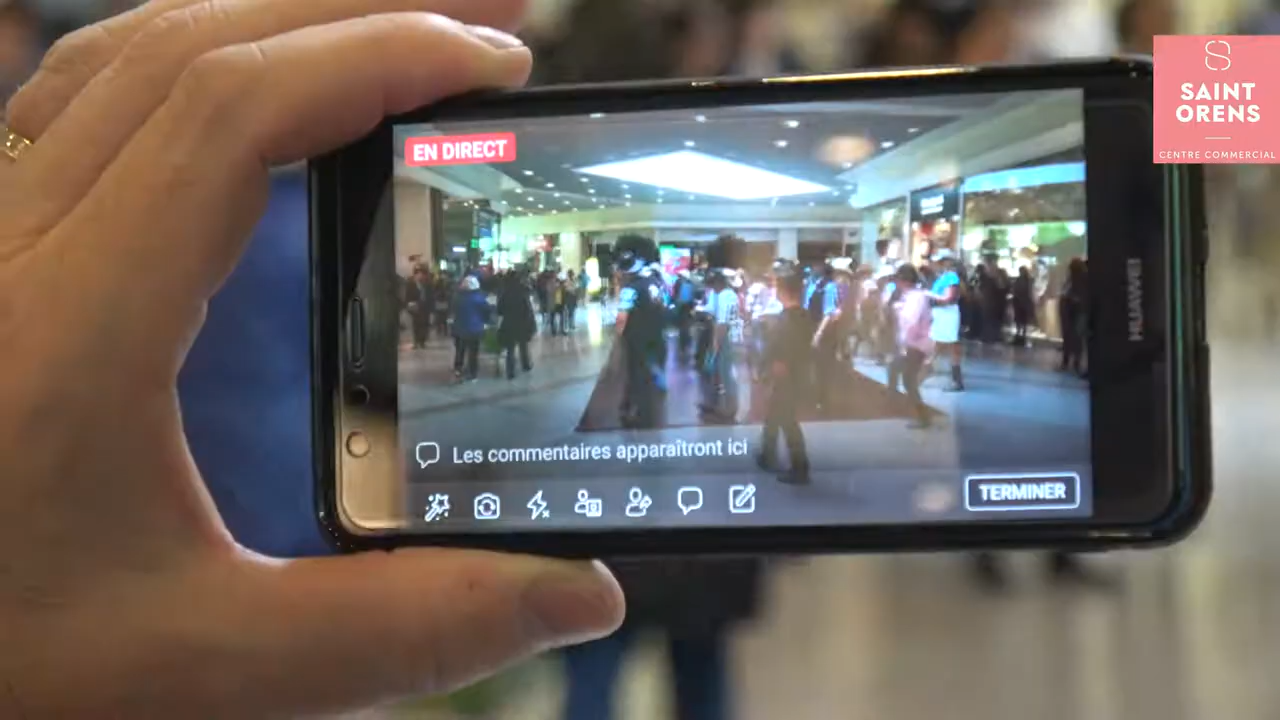 SAINT
ORENS
CENTRE COMMERCIAL
EN DIRECT
HUAWEI
Les commentaires apparaîtront ici
TERMINER